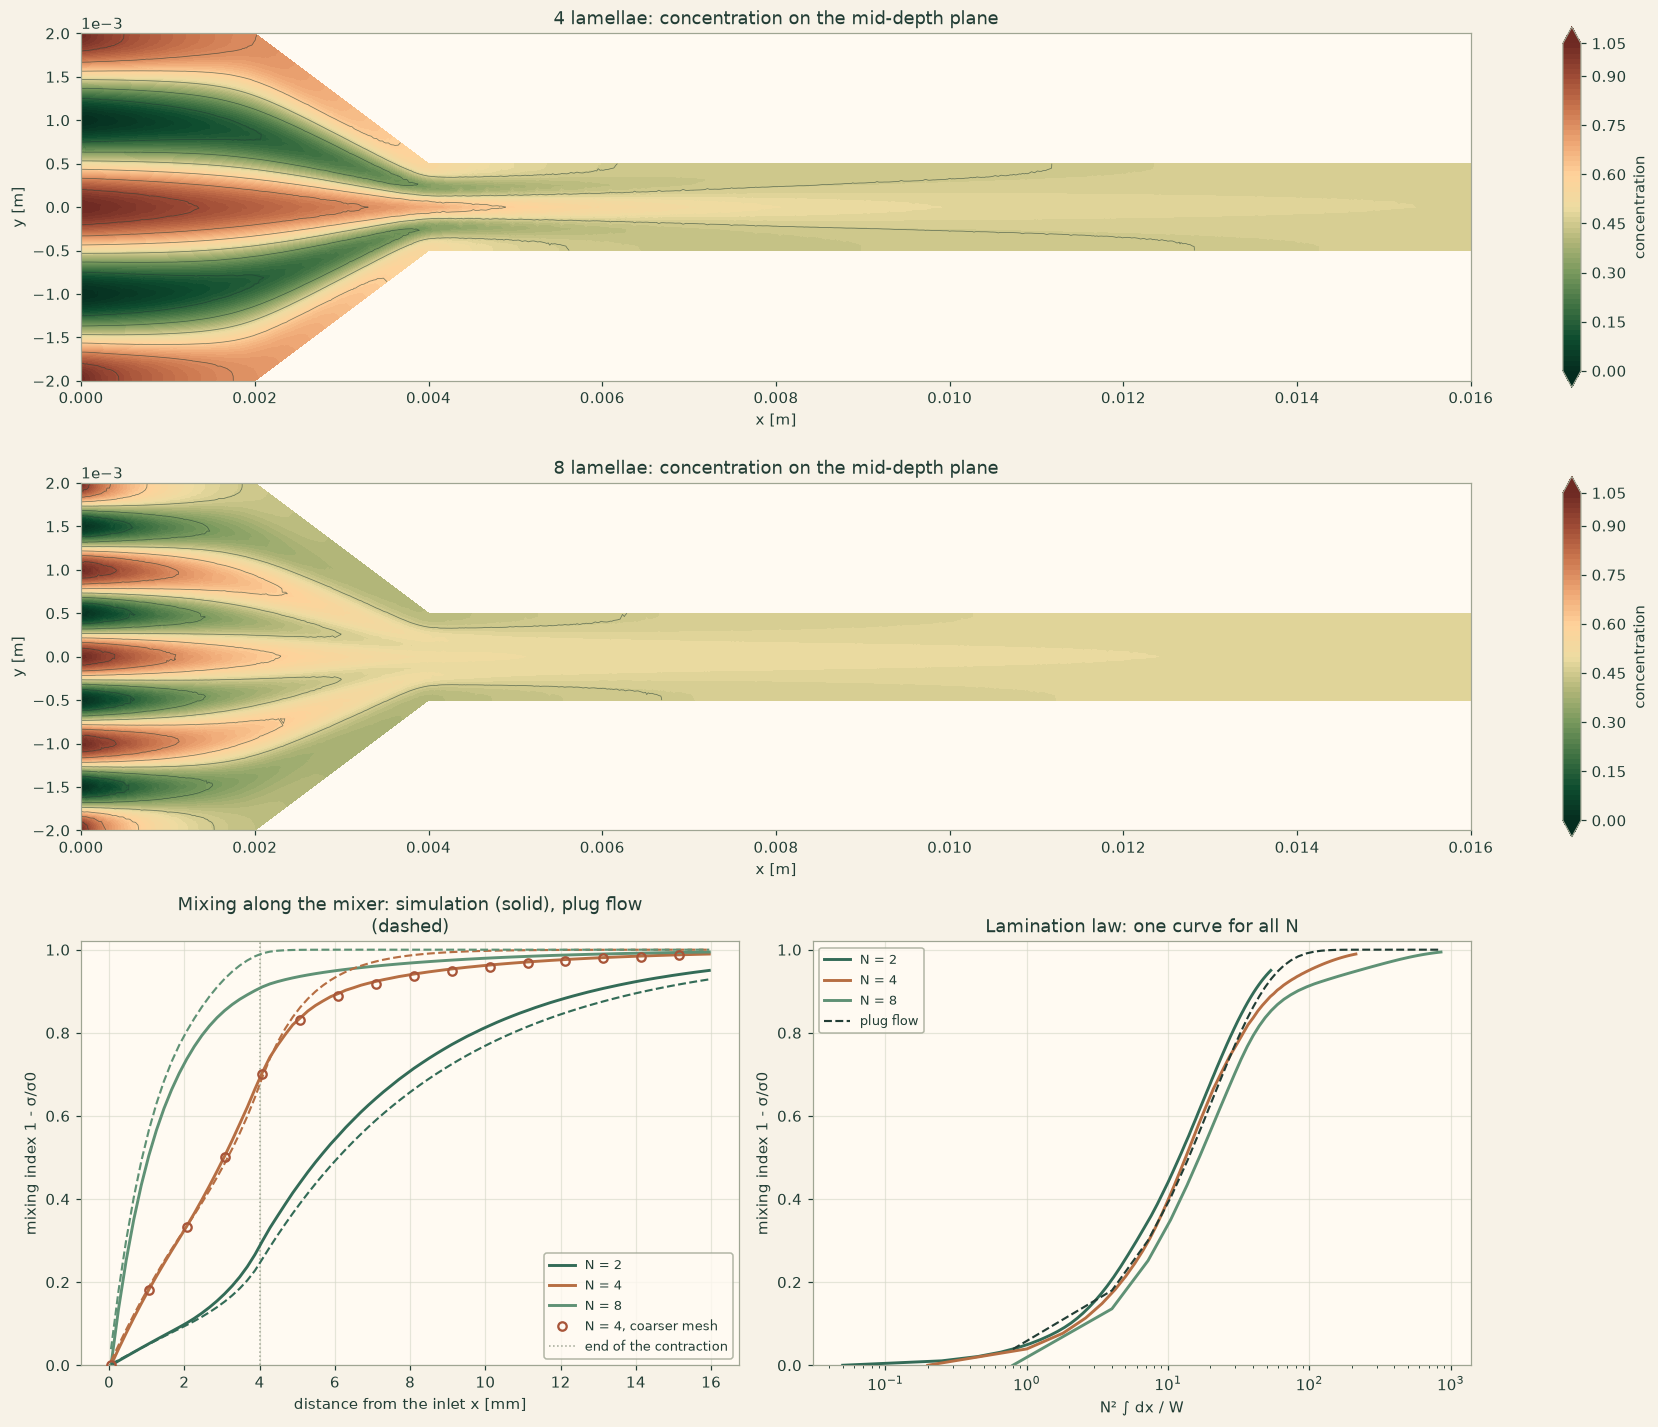 4 lamellae: concentration on the mid-depth plane
1e−3
2.0
1.5
1.0
0.5
0.0
−0.5
−1.0
−1.5
−2.0
y [m]
0.000 0.002 0.004 0.006 0.008 0.010 0.012 0.014 0.016
x [m]
1.05
0.90
0.75
0.60
0.45
0.30
0.15
0.00
concentration
8 lamellae: concentration on the mid-depth plane
1e−3
2.0
1.5
1.0
0.5
0.0
−0.5
−1.0
−1.5
−2.0
y [m]
0.000 0.002 0.004 0.006 0.008 0.010 0.012 0.014 0.016
x [m]
1.05
0.90
0.75
0.60
0.45
0.30
0.15
0.00
concentration
Mixing along the mixer: simulation (solid), plug flow
(dashed)
1.0
0.8
0.6
0.4
0.2
0.0
mixing index 1 - σ/σ0
N = 2
N = 4
N = 8
N = 4, coarser mesh
end of the contraction
0 2 4 6 8 10 12 14 16
distance from the inlet x [mm]
Lamination law: one curve for all N
1.0
0.8
0.6
0.4
0.2
0.0
mixing index 1 - σ/σ0
N = 2
N = 4
N = 8
plug flow
10⁻¹ 10⁰ 10¹ 10² 10³
N² ∫ dx / W